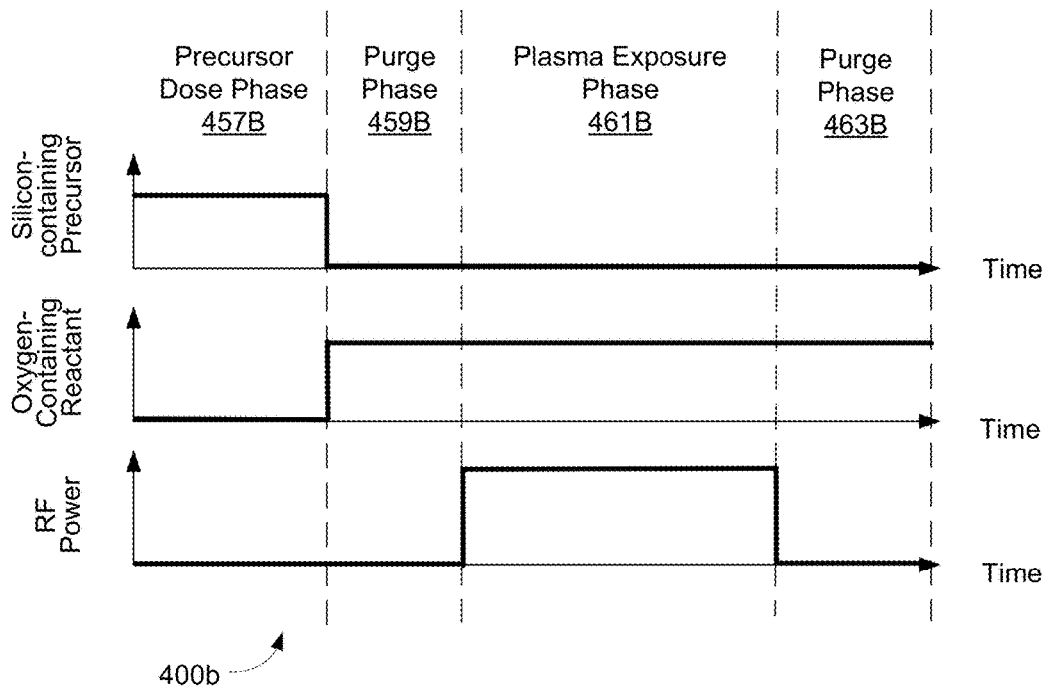 Precursor
Dose Phase
457B
Purge
Phase
459B
Plasma Exposure
Phase
461B
Purge
Phase
463B
Silicon-
containing
Precursor
Time
Oxygen-
Containing
Reactant
Time
RF
Power
Time
400b